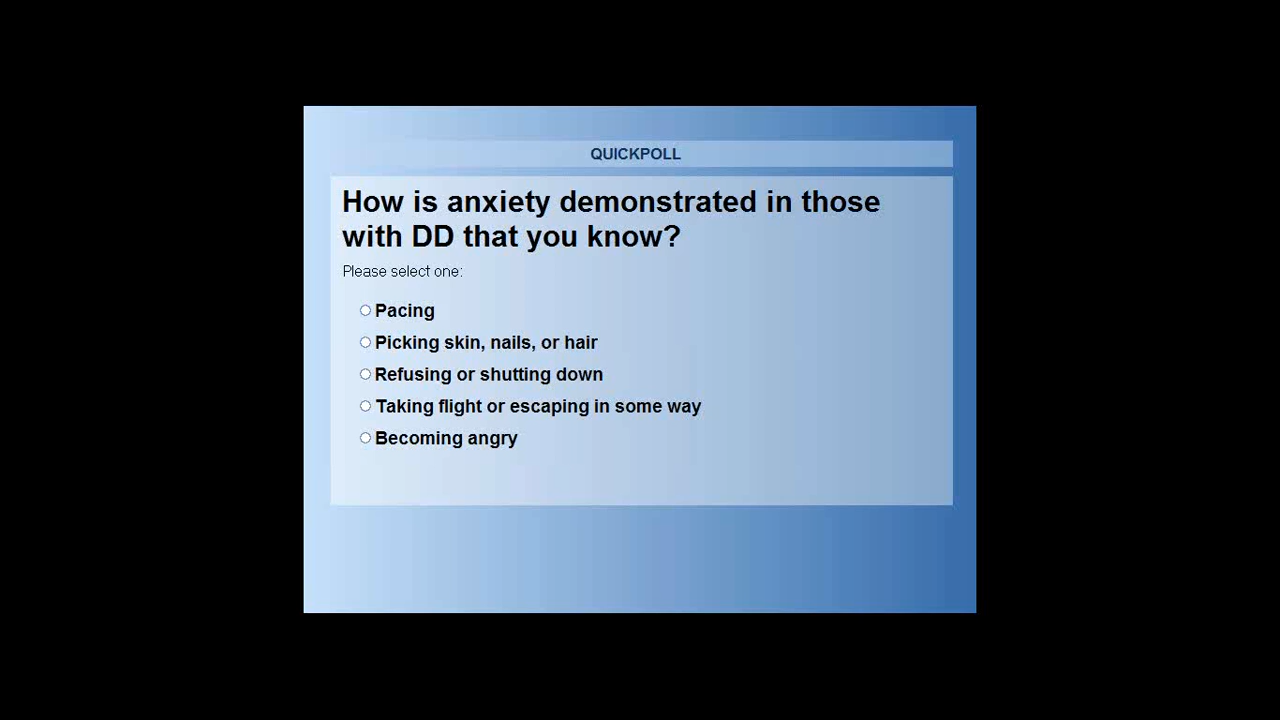 QUICKPOLL
How is anxiety demonstrated in those
with DD that you know?
Please select one:
Pacing
Picking skin, nails, or hair
Refusing or shutting down
Taking flight or escaping in some way
Becoming angry